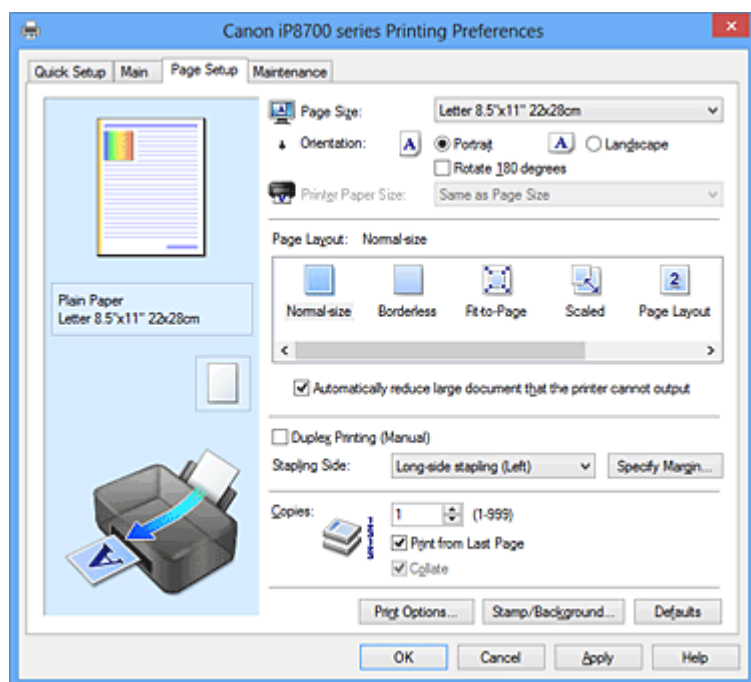 Canon iP8700 series Printing Preferences
Quick Setup Main Page Setup Maintenance
Page Size: Letter 8.5"x11" 22x28cm
Orientation: A Portrait A Landscape
Rotate 180 degrees
Printer Paper Size: Same as Page Size
Page Layout: Normal-size
Normal-size Borderless Fit-to-Page Scaled 2 Page Layout
Plain Paper
Letter 8.5"x11" 22x28cm
Automatically reduce large document that the printer cannot output
Duplex Printing (Manual)
Stapling Side: Long-side stapling (Left) Specify Margin...
Copies: 1 (1-999)
Print from Last Page
Collate
A
Print Options... Stamp/Background... Defaults
OK Cancel Apply Help